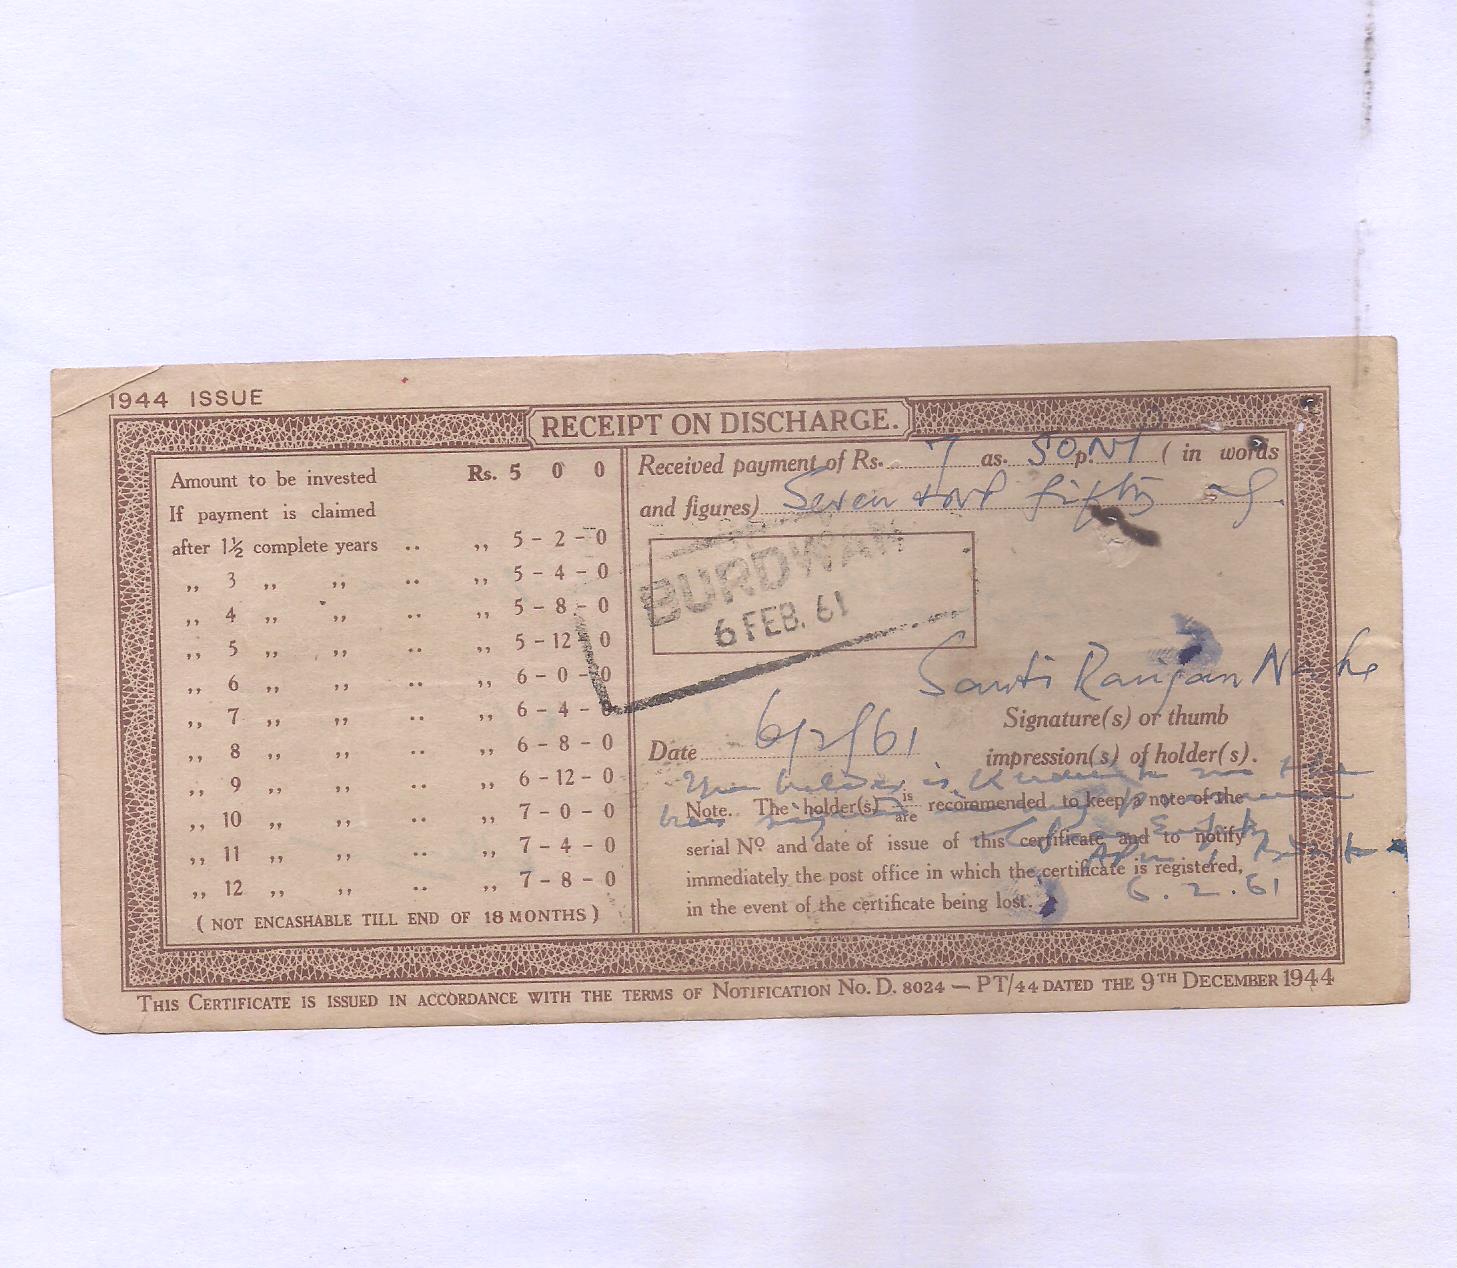 1944 ISSUE
RECEIPT ON DISCHARGE.
Amount to be invested Rs. 5 0 0
If payment is claimed
after 1½ complete years .. ,, 5 - 2 - 0
,, 3 ,, ,, .. ,, 5 - 4 - 0
,, 4 ,, ,, .. ,, 5 - 8 - 0
,, 5 ,, ,, .. ,, 5 - 12 - 0
,, 6 ,, ,, .. ,, 6 - 0 - 0
,, 7 ,, ,, .. ,, 6 - 4 - 0
,, 8 ,, ,, .. ,, 6 - 8 - 0
,, 9 ,, ,, .. ,, 6 - 12 - 0
,, 10 ,, ,, .. ,, 7 - 0 - 0
,, 11 ,, ,, .. ,, 7 - 4 - 0
,, 12 ,, ,, .. ,, 7 - 8 - 0
( NOT ENCASHABLE TILL END OF 18 MONTHS )
Received payment of Rs. 7 as. 50 p. NP ( in words
and figures) Seven and fifty
BURDWAN
6 FEB. 61
Santi Ranjan
Date 6/2/61 Signature(s) or thumb
impression(s) of holder(s).
holder is
Note. The holder(s) is/are recommended to keep a note of the
serial No and date of issue of this certificate and to notify
immediately the post office in which the certificate is registered,
6.2.61
in the event of the certificate being lost.
THIS CERTIFICATE IS ISSUED IN ACCORDANCE WITH THE TERMS OF NOTIFICATION NO. D. 8024 — PT/44 DATED THE 9TH DECEMBER 1944